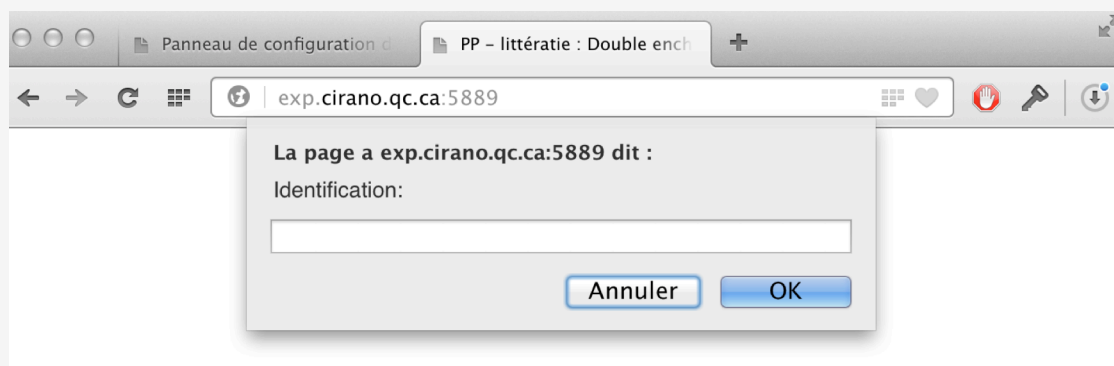 Panneau de configuration d
PP – littératie : Double ench
exp.cirano.qc.ca:5889
La page a exp.cirano.qc.ca:5889 dit :
Identification:
Annuler
OK